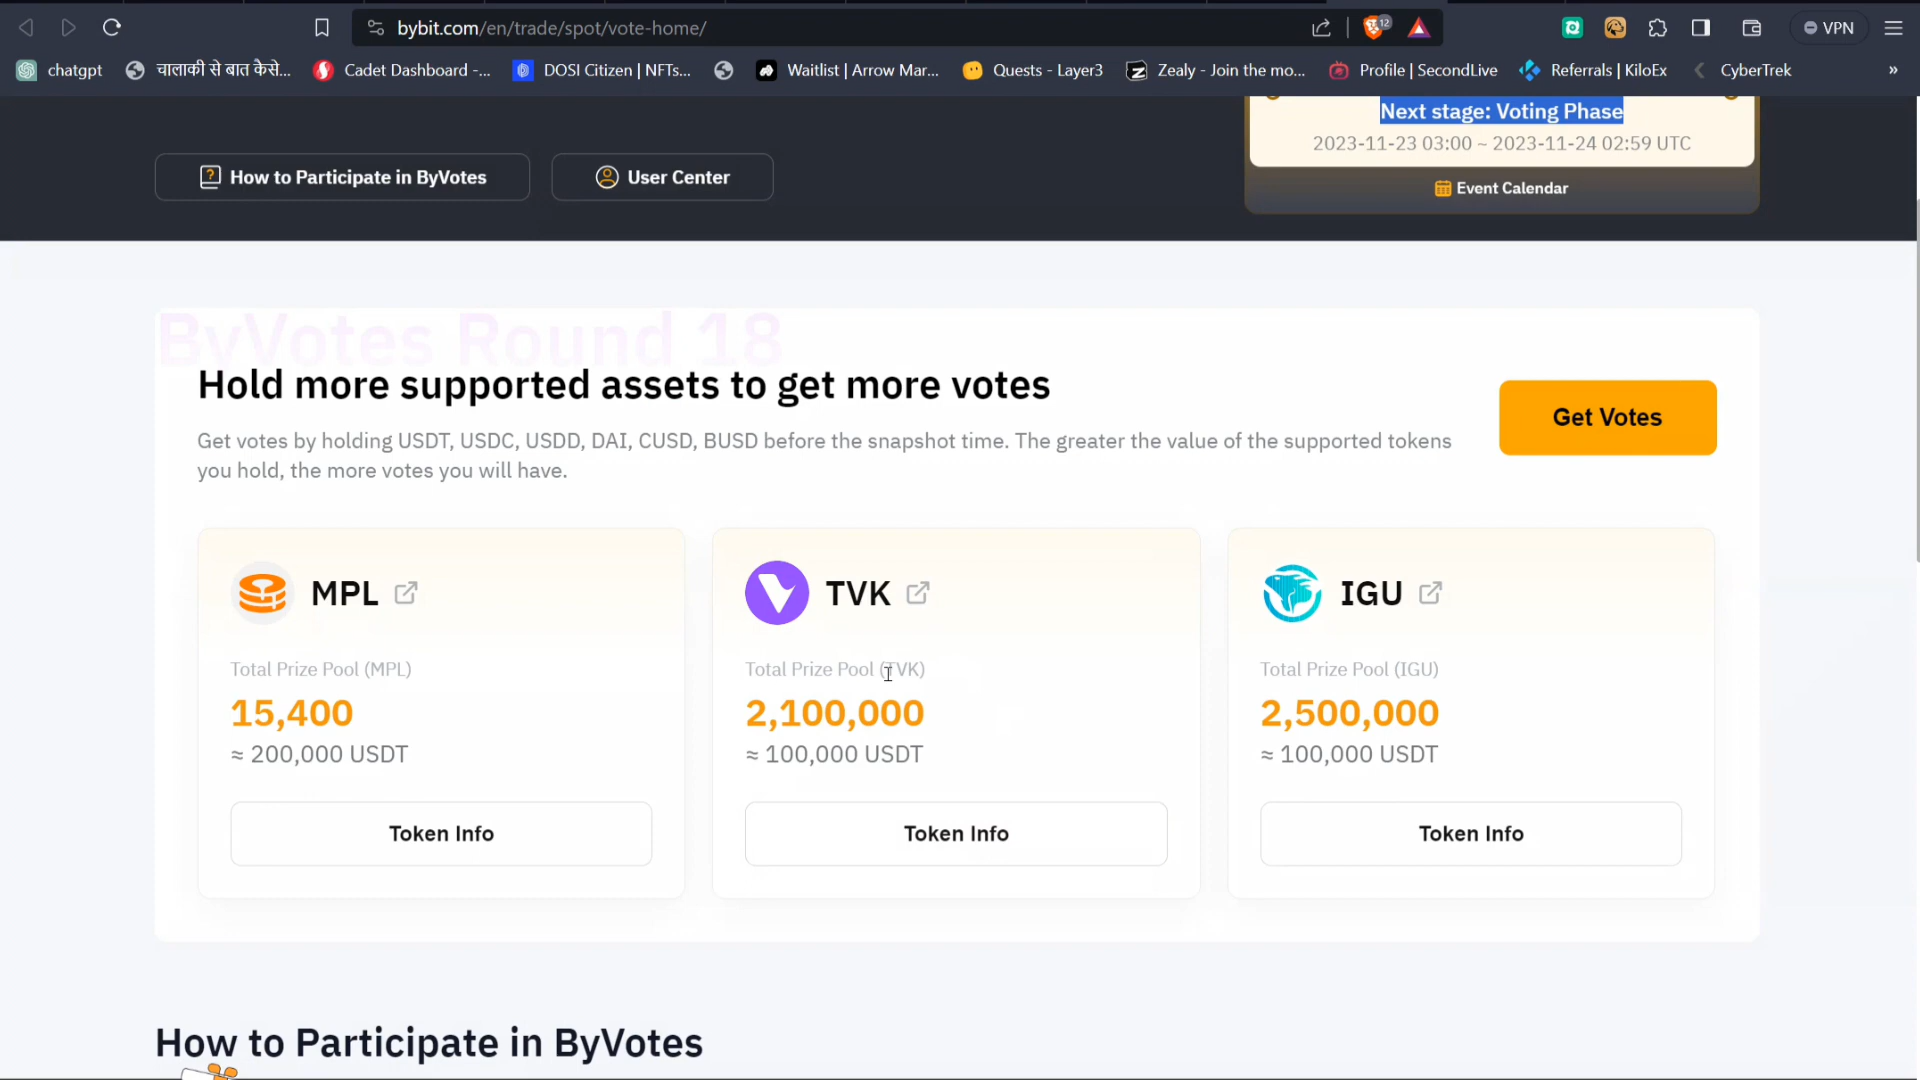 bybit.com/en/trade/spot/vote-home/
12
VPN
chatgpt
चालाकी से बात कैसे...
Cadet Dashboard -...
DOSI Citizen | NFTs...
Waitlist | Arrow Mar...
Quests - Layer3
Zealy - Join the mo...
Profile | SecondLive
Referrals | KiloEx
CyberTrek
»
Next stage: Voting Phase
2023-11-23 03:00 ~ 2023-11-24 02:59 UTC
How to Participate in ByVotes
User Center
Event Calendar
ByVotes Round 18
Hold more supported assets to get more votes
Get votes by holding USDT, USDC, USDD, DAI, CUSD, BUSD before the snapshot time. The greater the value of the supported tokens
you hold, the more votes you will have.
Get Votes
MPL
Total Prize Pool (MPL)
15,400
≈ 200,000 USDT
Token Info
TVK
Total Prize Pool (TVK)
2,100,000
≈ 100,000 USDT
Token Info
IGU
Total Prize Pool (IGU)
2,500,000
≈ 100,000 USDT
Token Info
How to Participate in ByVotes